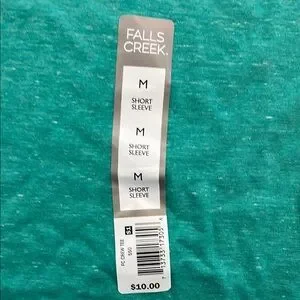 FALLS
CREEK.
M
SHORT
SLEEVE
M
SHORT
SLEEVE
M
SHORT
SLEEVE
FC CREW TEE
$10.00